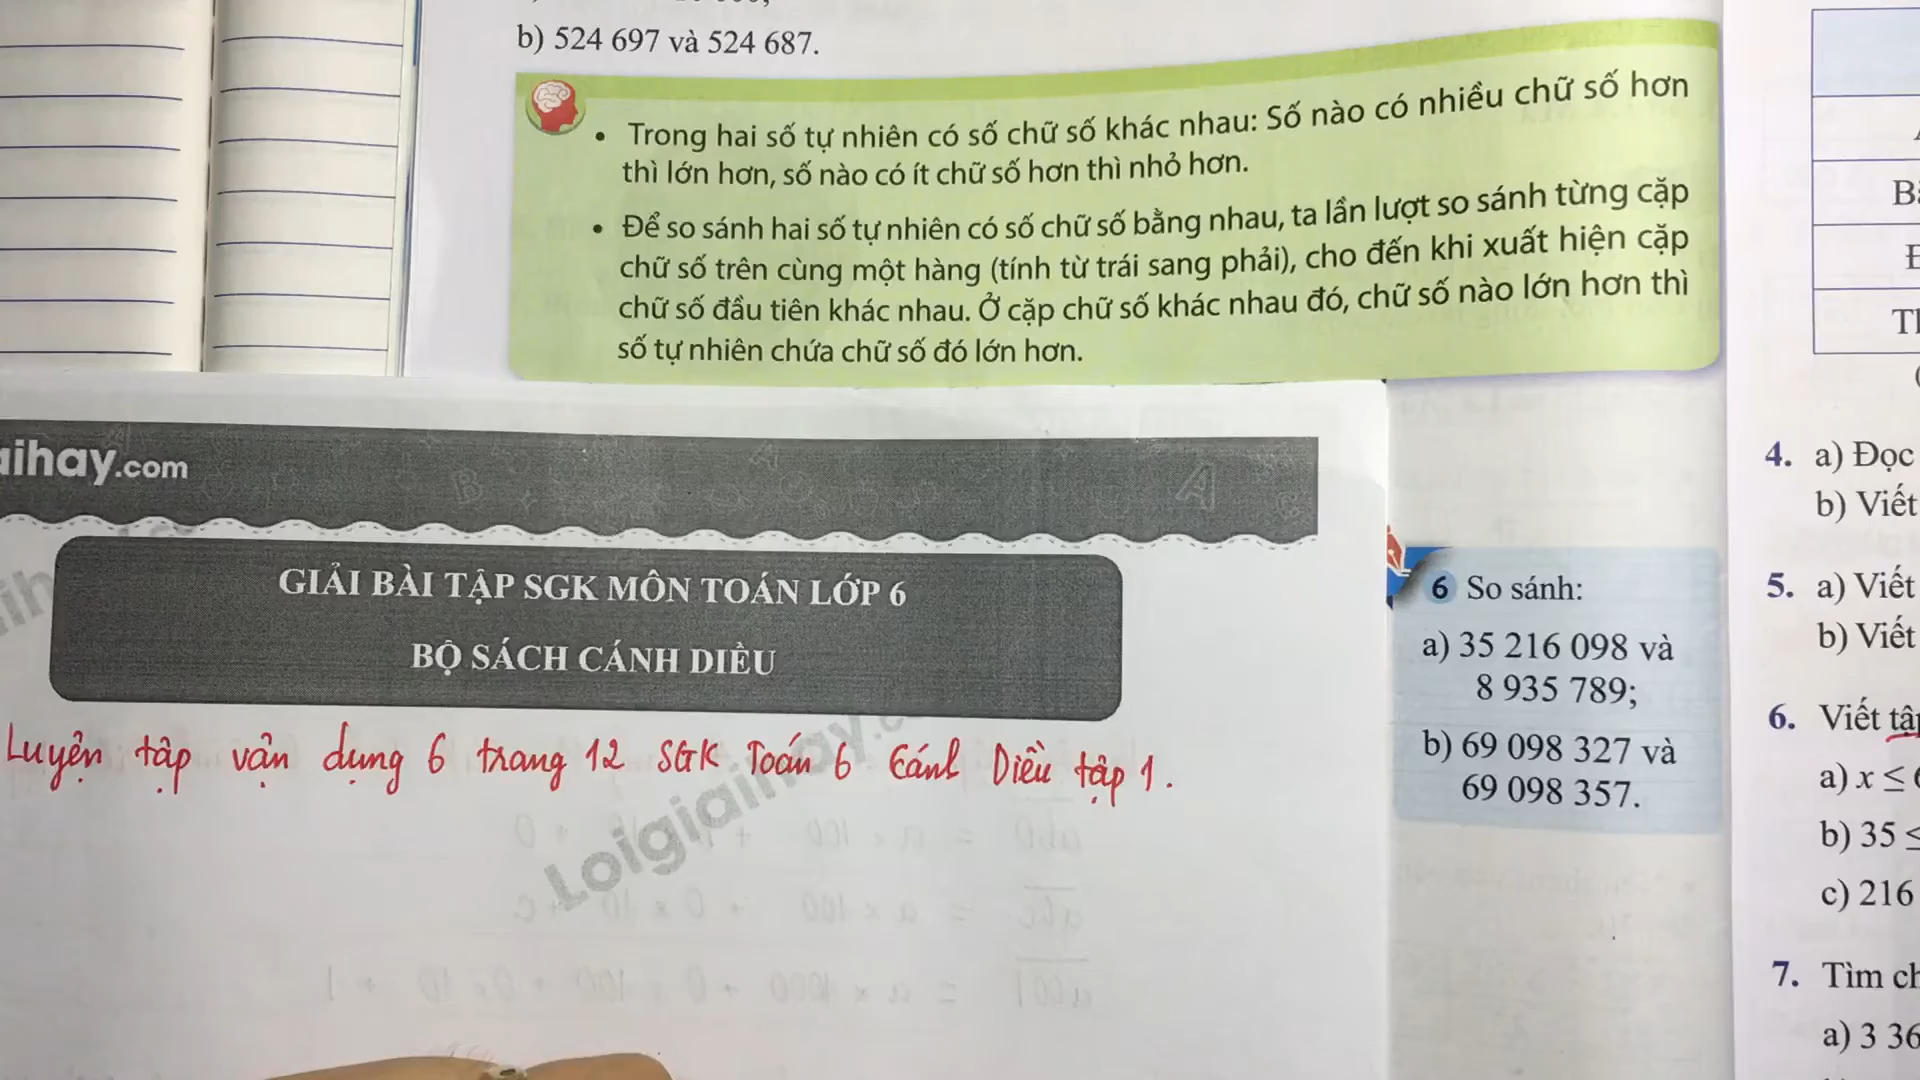 b) 524 697 và 524 687.
• Trong hai số tự nhiên có số chữ số khác nhau: Số nào có nhiều chữ số hơn
thì lớn hơn, số nào có ít chữ số hơn thì nhỏ hơn.
• Để so sánh hai số tự nhiên có số chữ số bằng nhau, ta lần lượt so sánh từng cặp
chữ số trên cùng một hàng (tính từ trái sang phải), cho đến khi xuất hiện cặp
chữ số đầu tiên khác nhau. Ở cặp chữ số khác nhau đó, chữ số nào lớn hơn thì
số tự nhiên chứa chữ số đó lớn hơn.
aihay.com
GIẢI BÀI TẬP SGK MÔN TOÁN LỚP 6
BỘ SÁCH CÁNH DIỀU
Luyện tập vận dụng 6 trang 12 SGK Toán 6 Cánh Diều tập 1.
Loigiaihay.c
6 So sánh:
a) 35 216 098 và
8 935 789;
b) 69 098 327 và
69 098 357.
4. a) Đọc
b) Viết
5. a) Viết
b) Viết
6. Viết tập
a) x ≤ 6
b) 35 ≤
c) 216
7. Tìm ch
a) 3 36